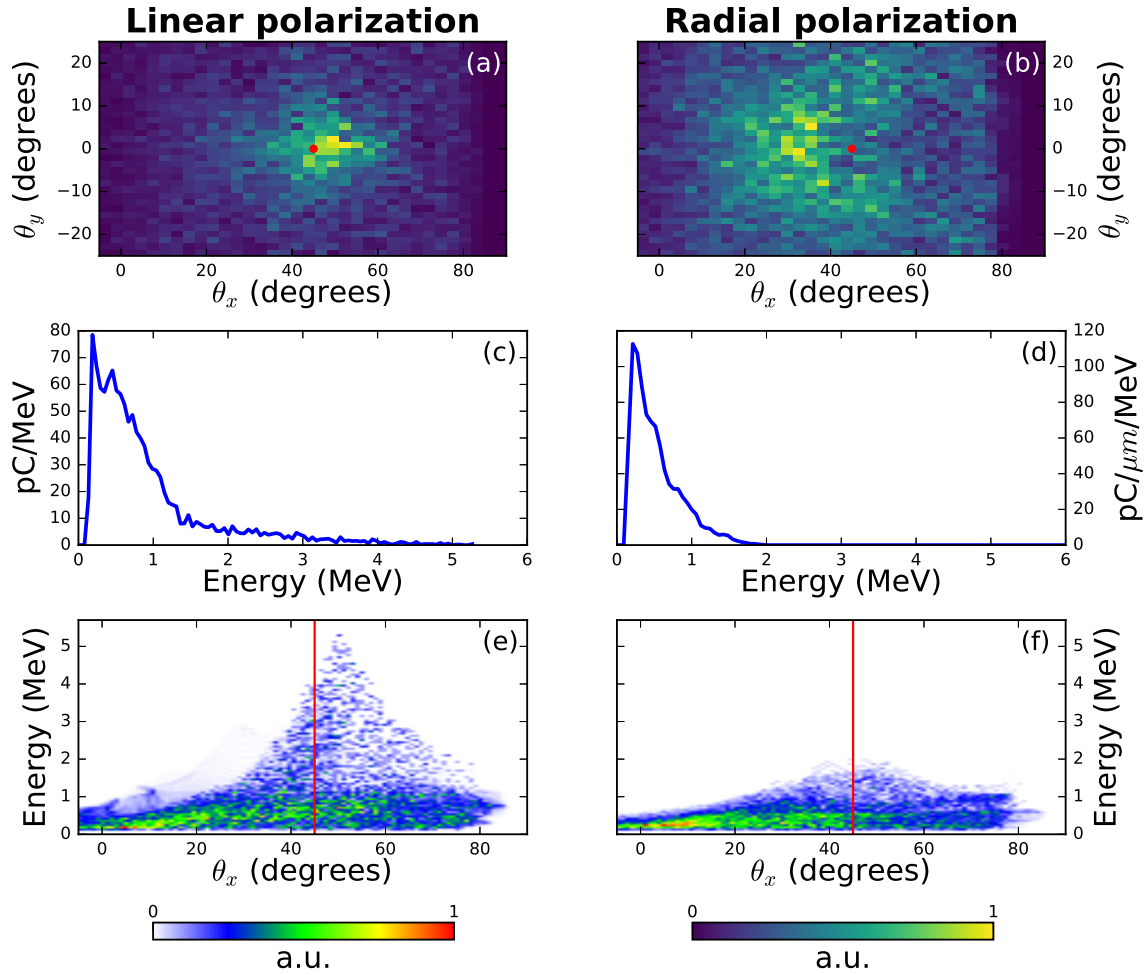 Linear polarization
Radial polarization
(a)
20
10
0
−10
−20
θy (degrees)
0 20 40 60 80
θx (degrees)
(b)
20
10
0
−10
−20
θy (degrees)
0 20 40 60 80
θx (degrees)
(c)
80
70
60
50
40
30
20
10
0
pC/MeV
0 1 2 3 4 5 6
Energy (MeV)
(d)
120
100
80
60
40
20
0
pC/μm/MeV
0 1 2 3 4 5 6
Energy (MeV)
(e)
5
4
3
2
1
0
Energy (MeV)
0 20 40 60 80
θx (degrees)
(f)
5
4
3
2
1
0
Energy (MeV)
0 20 40 60 80
θx (degrees)
0 1
a.u.
0 1
a.u.